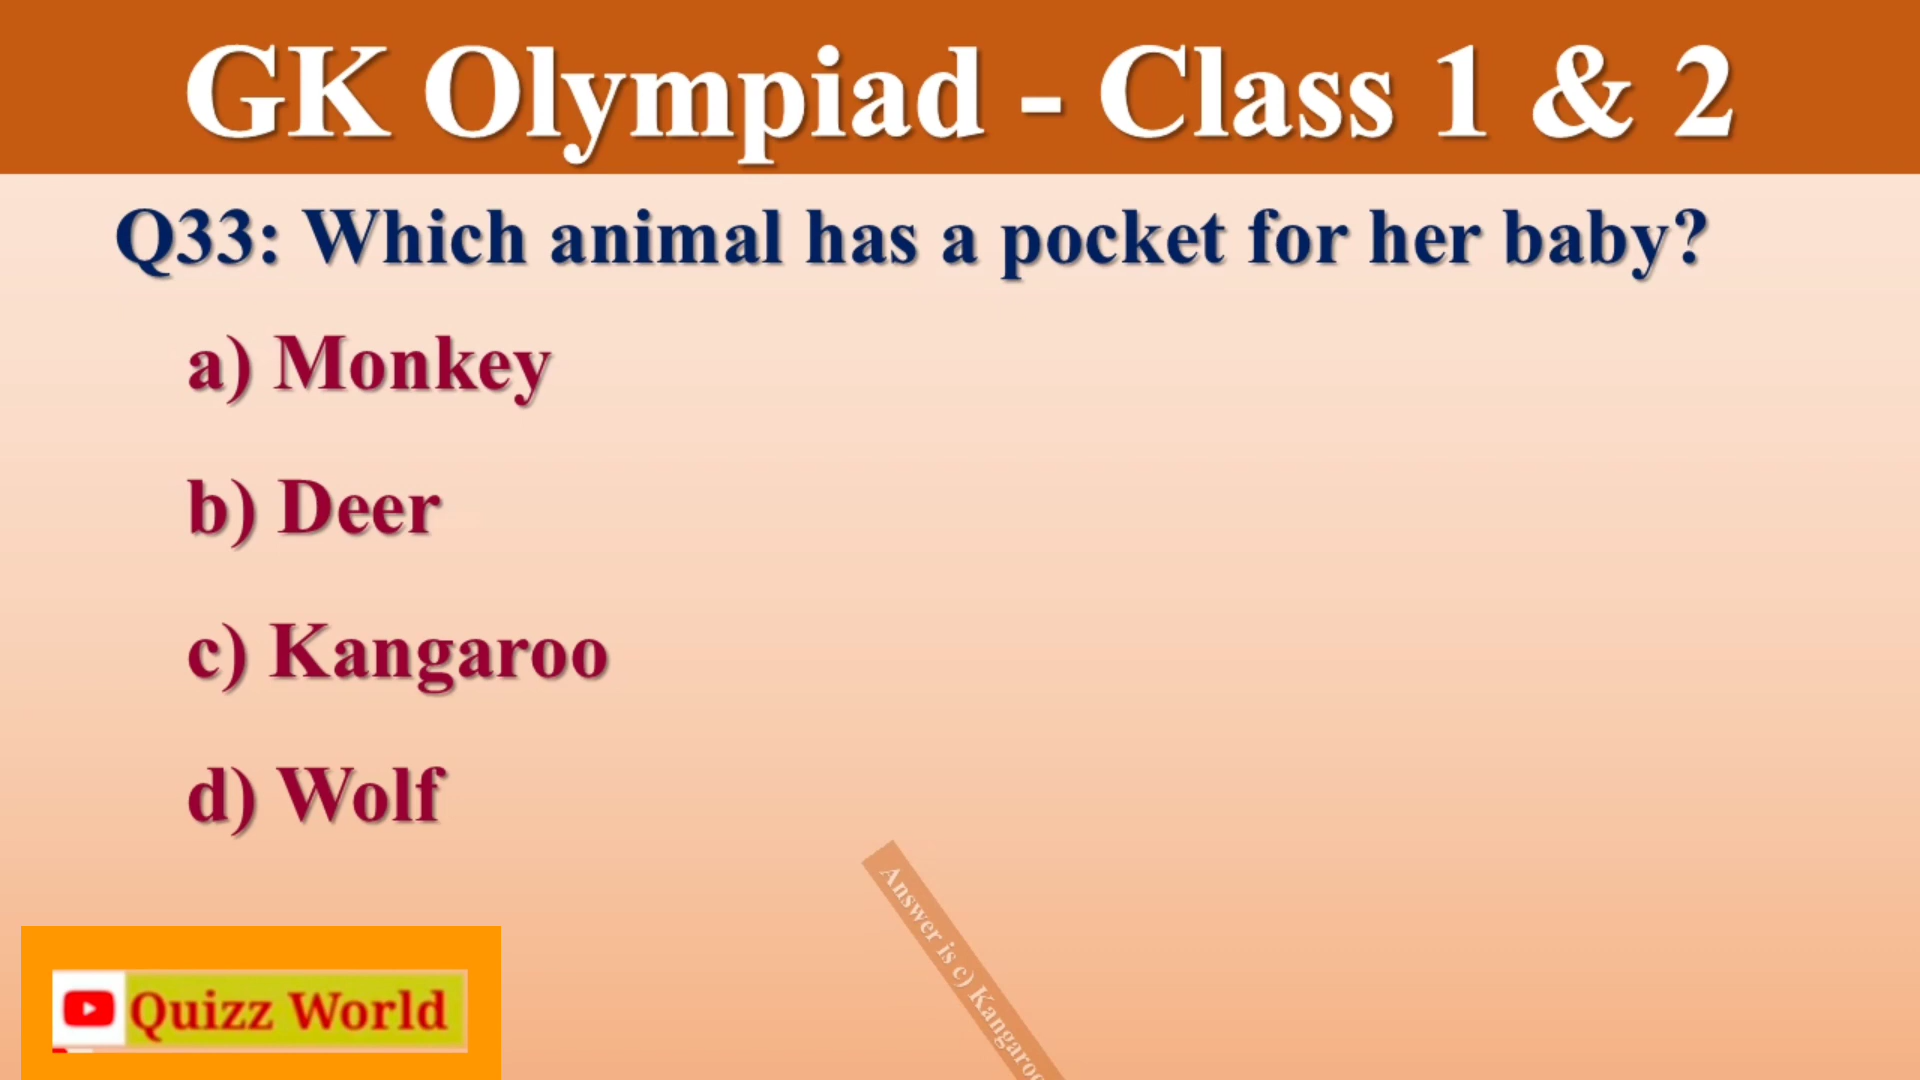 GK Olympiad - Class 1 & 2
Q33: Which animal has a pocket for her baby?
a) Monkey
b) Deer
c) Kangaroo
d) Wolf
Answer is c) Kangaroo
Quizz World